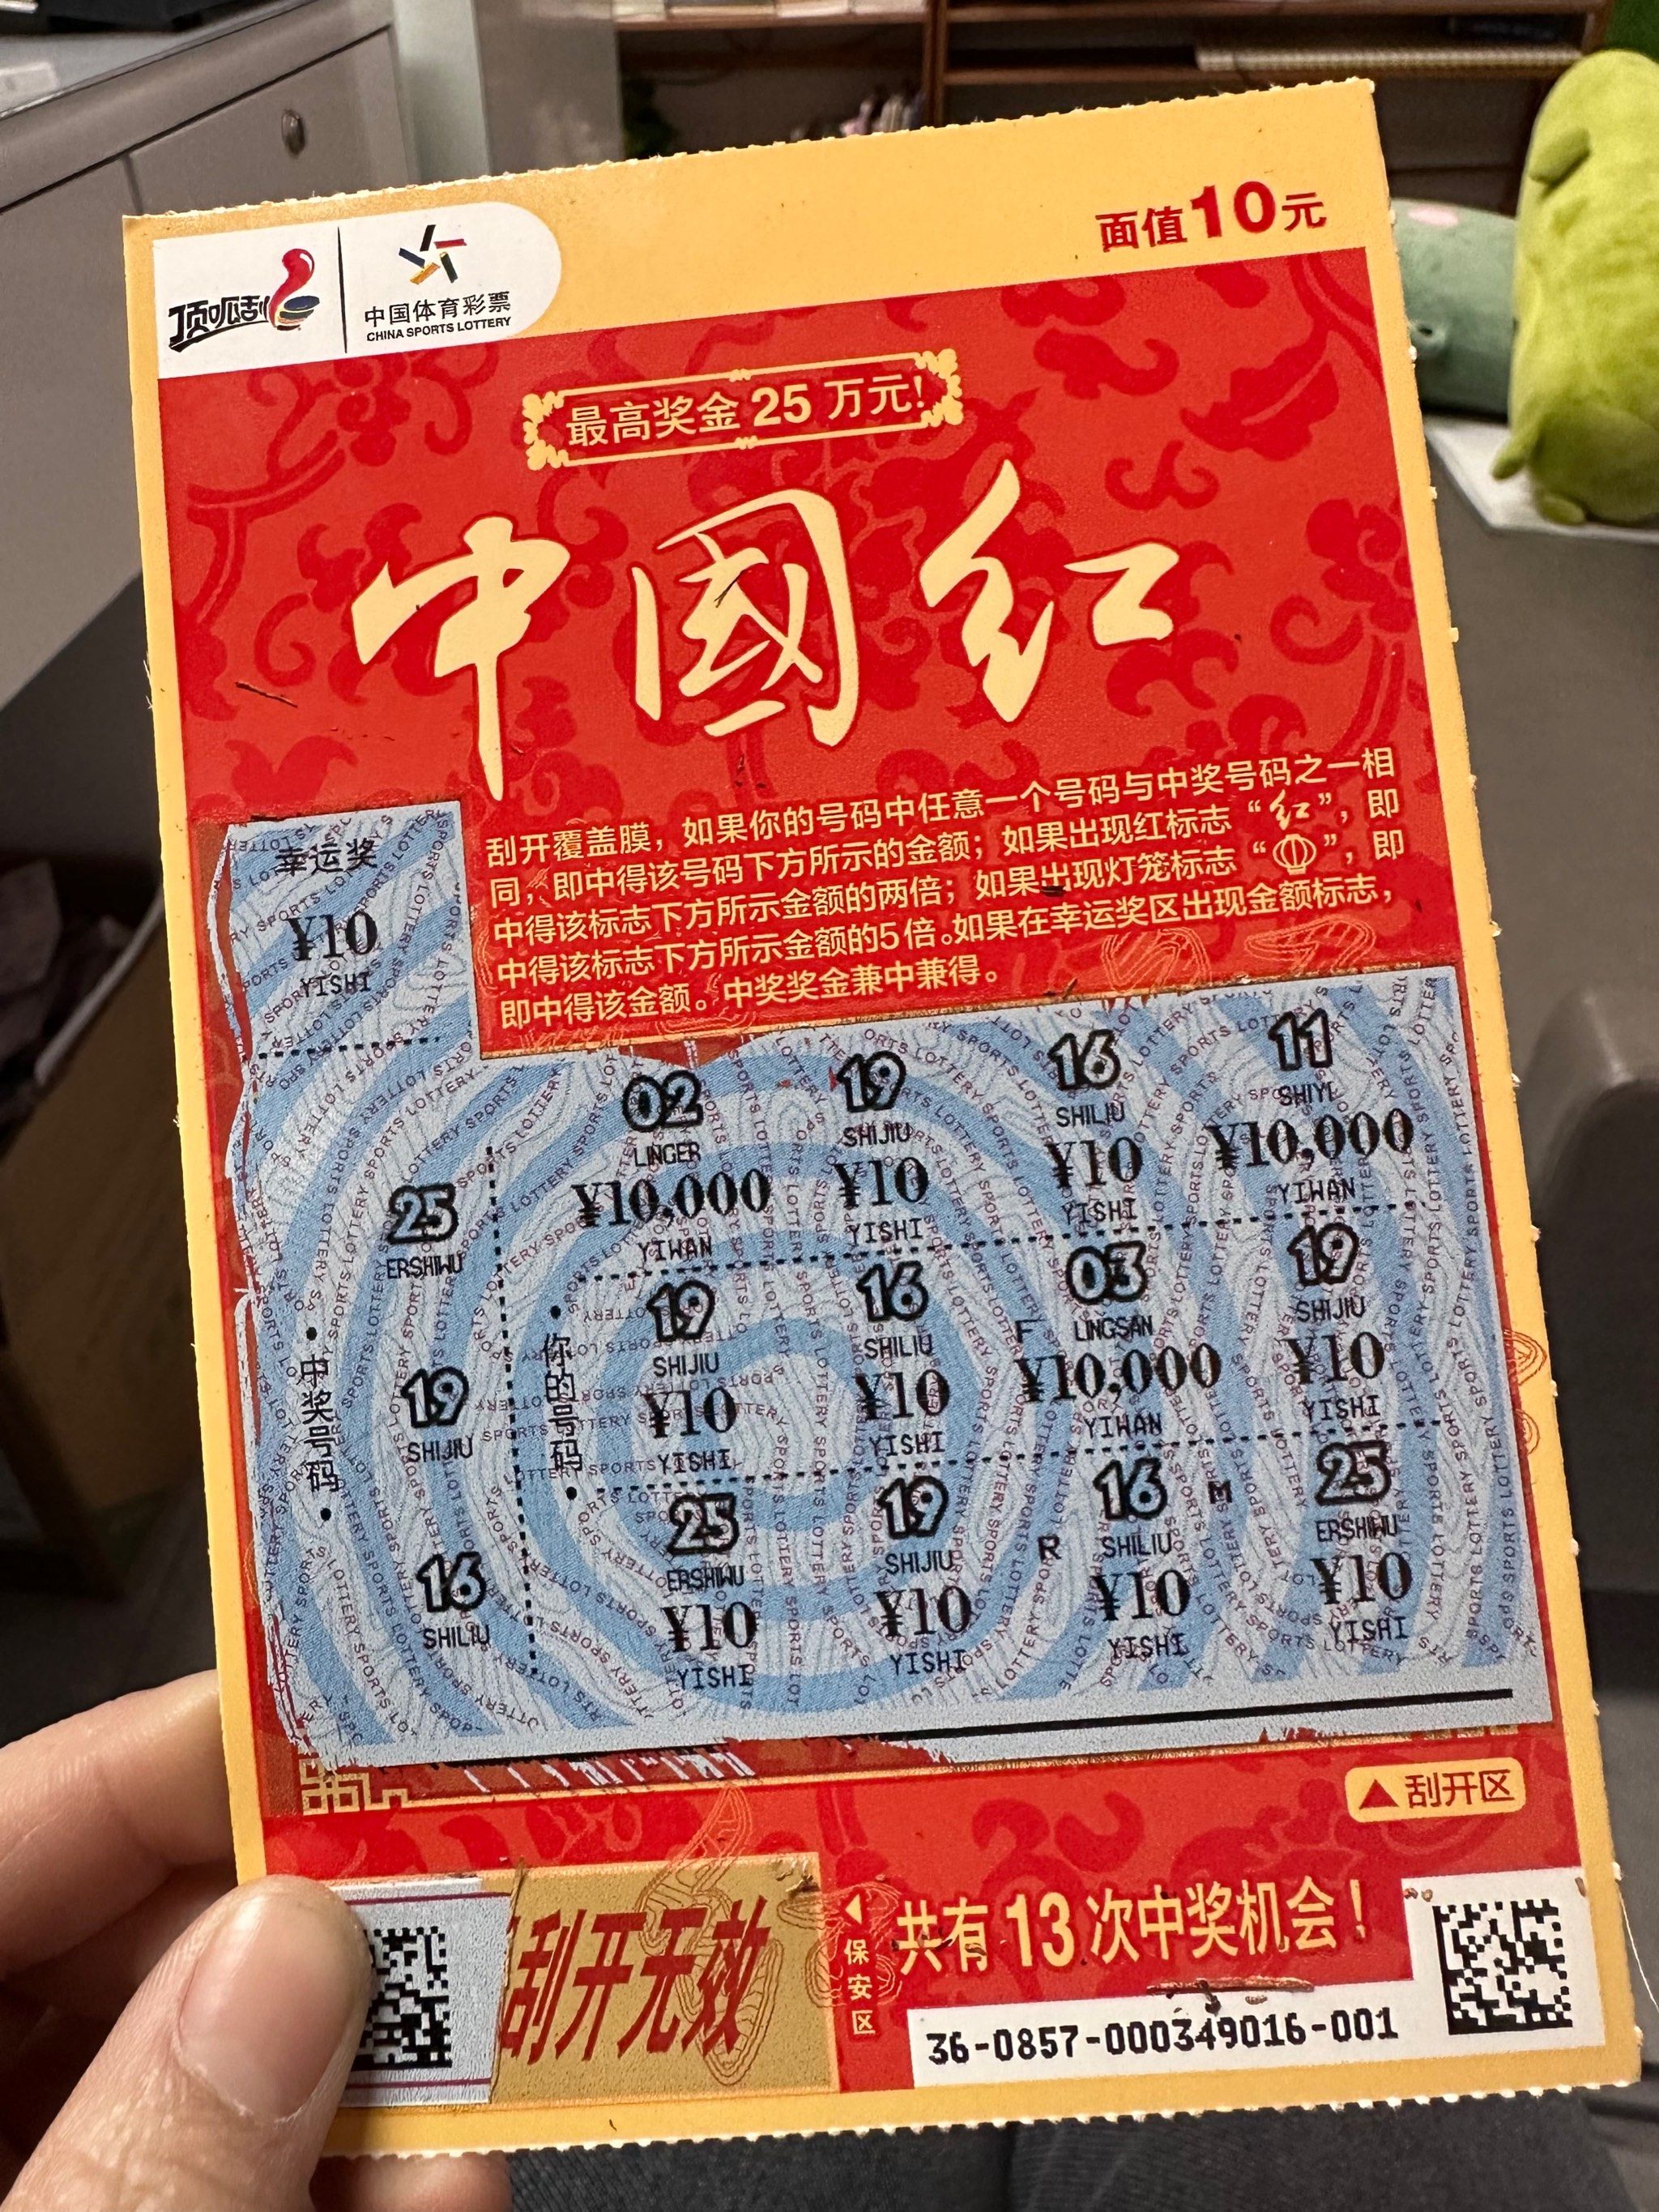 顶呱刮
中国体育彩票
CHINA SPORTS LOTTERY
面值10元
最高奖金 25 万元!
中國红
刮开覆盖膜，如果你的号码中任意一个号码与中奖号码之一相
同，即中得该号码下方所示的金额；如果出现红标志“红”，即
中得该标志下方所示金额的两倍；如果出现灯笼标志“”，即
中得该标志下方所示金额的5倍。如果在幸运奖区出现金额标志，
即中得该金额。中奖奖金兼中兼得。
幸运奖
¥10
YISHI
中奖号码
25
ERSHIWU
19
SHIJIU
16
SHILIU
你的号码
02 19 16 11
LINGER SHIJIU SHILIU SHIYI
¥10,000 ¥10 ¥10 ¥10,000
YIWAN YISHI YISHI YIWAN
19 16 03 19
SHIJIU SHILIU F LINGSAN SHIJIU
¥10 ¥10 ¥10,000 ¥10
YISHI YISHI YIWAN YISHI
25 19 16 M 25
ERSHIWU SHIJIU R SHILIU ERSHIWU
¥10 ¥10 ¥10 ¥10
YISHI YISHI YISHI YISHI
刮开区
刮开无效
保安区
共有 13 次中奖机会！
36-0857-000349016-001